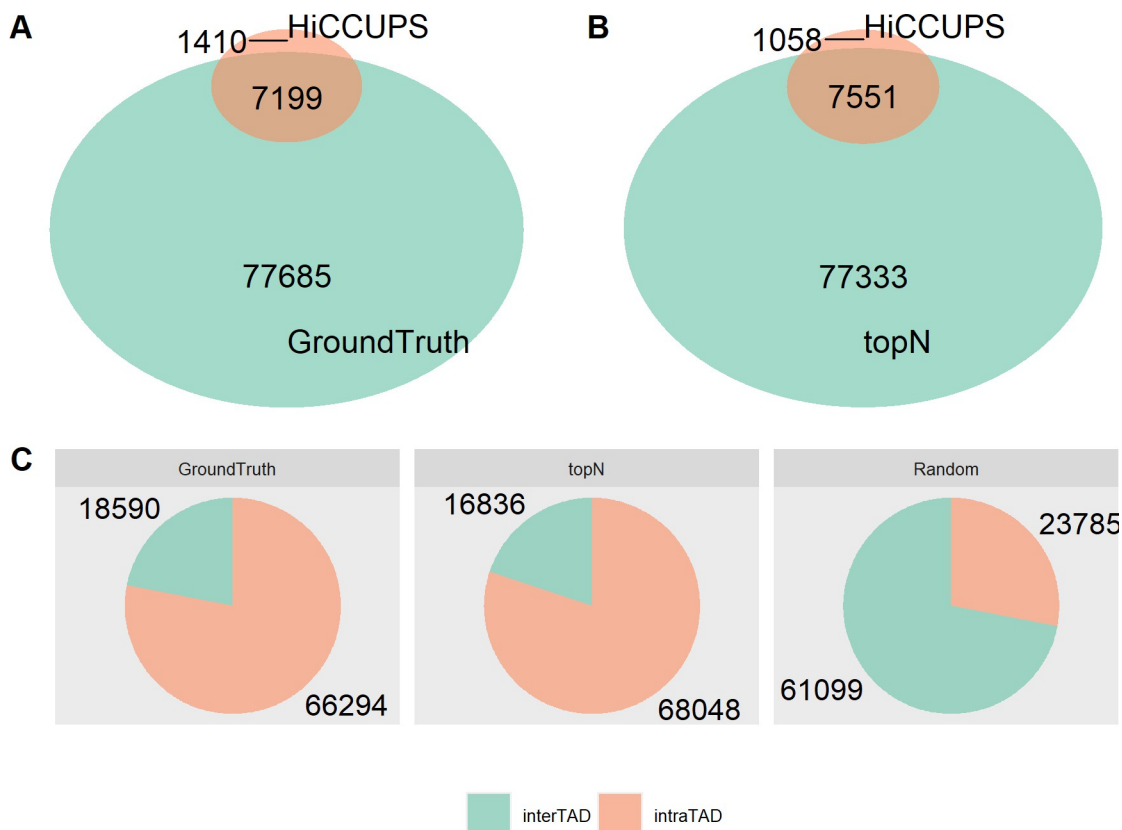 A
1410
HiCCUPS
7199
77685
GroundTruth
B
1058
HiCCUPS
7551
77333
topN
C
GroundTruth
18590
66294
topN
16836
68048
Random
23785
61099
interTAD
intraTAD